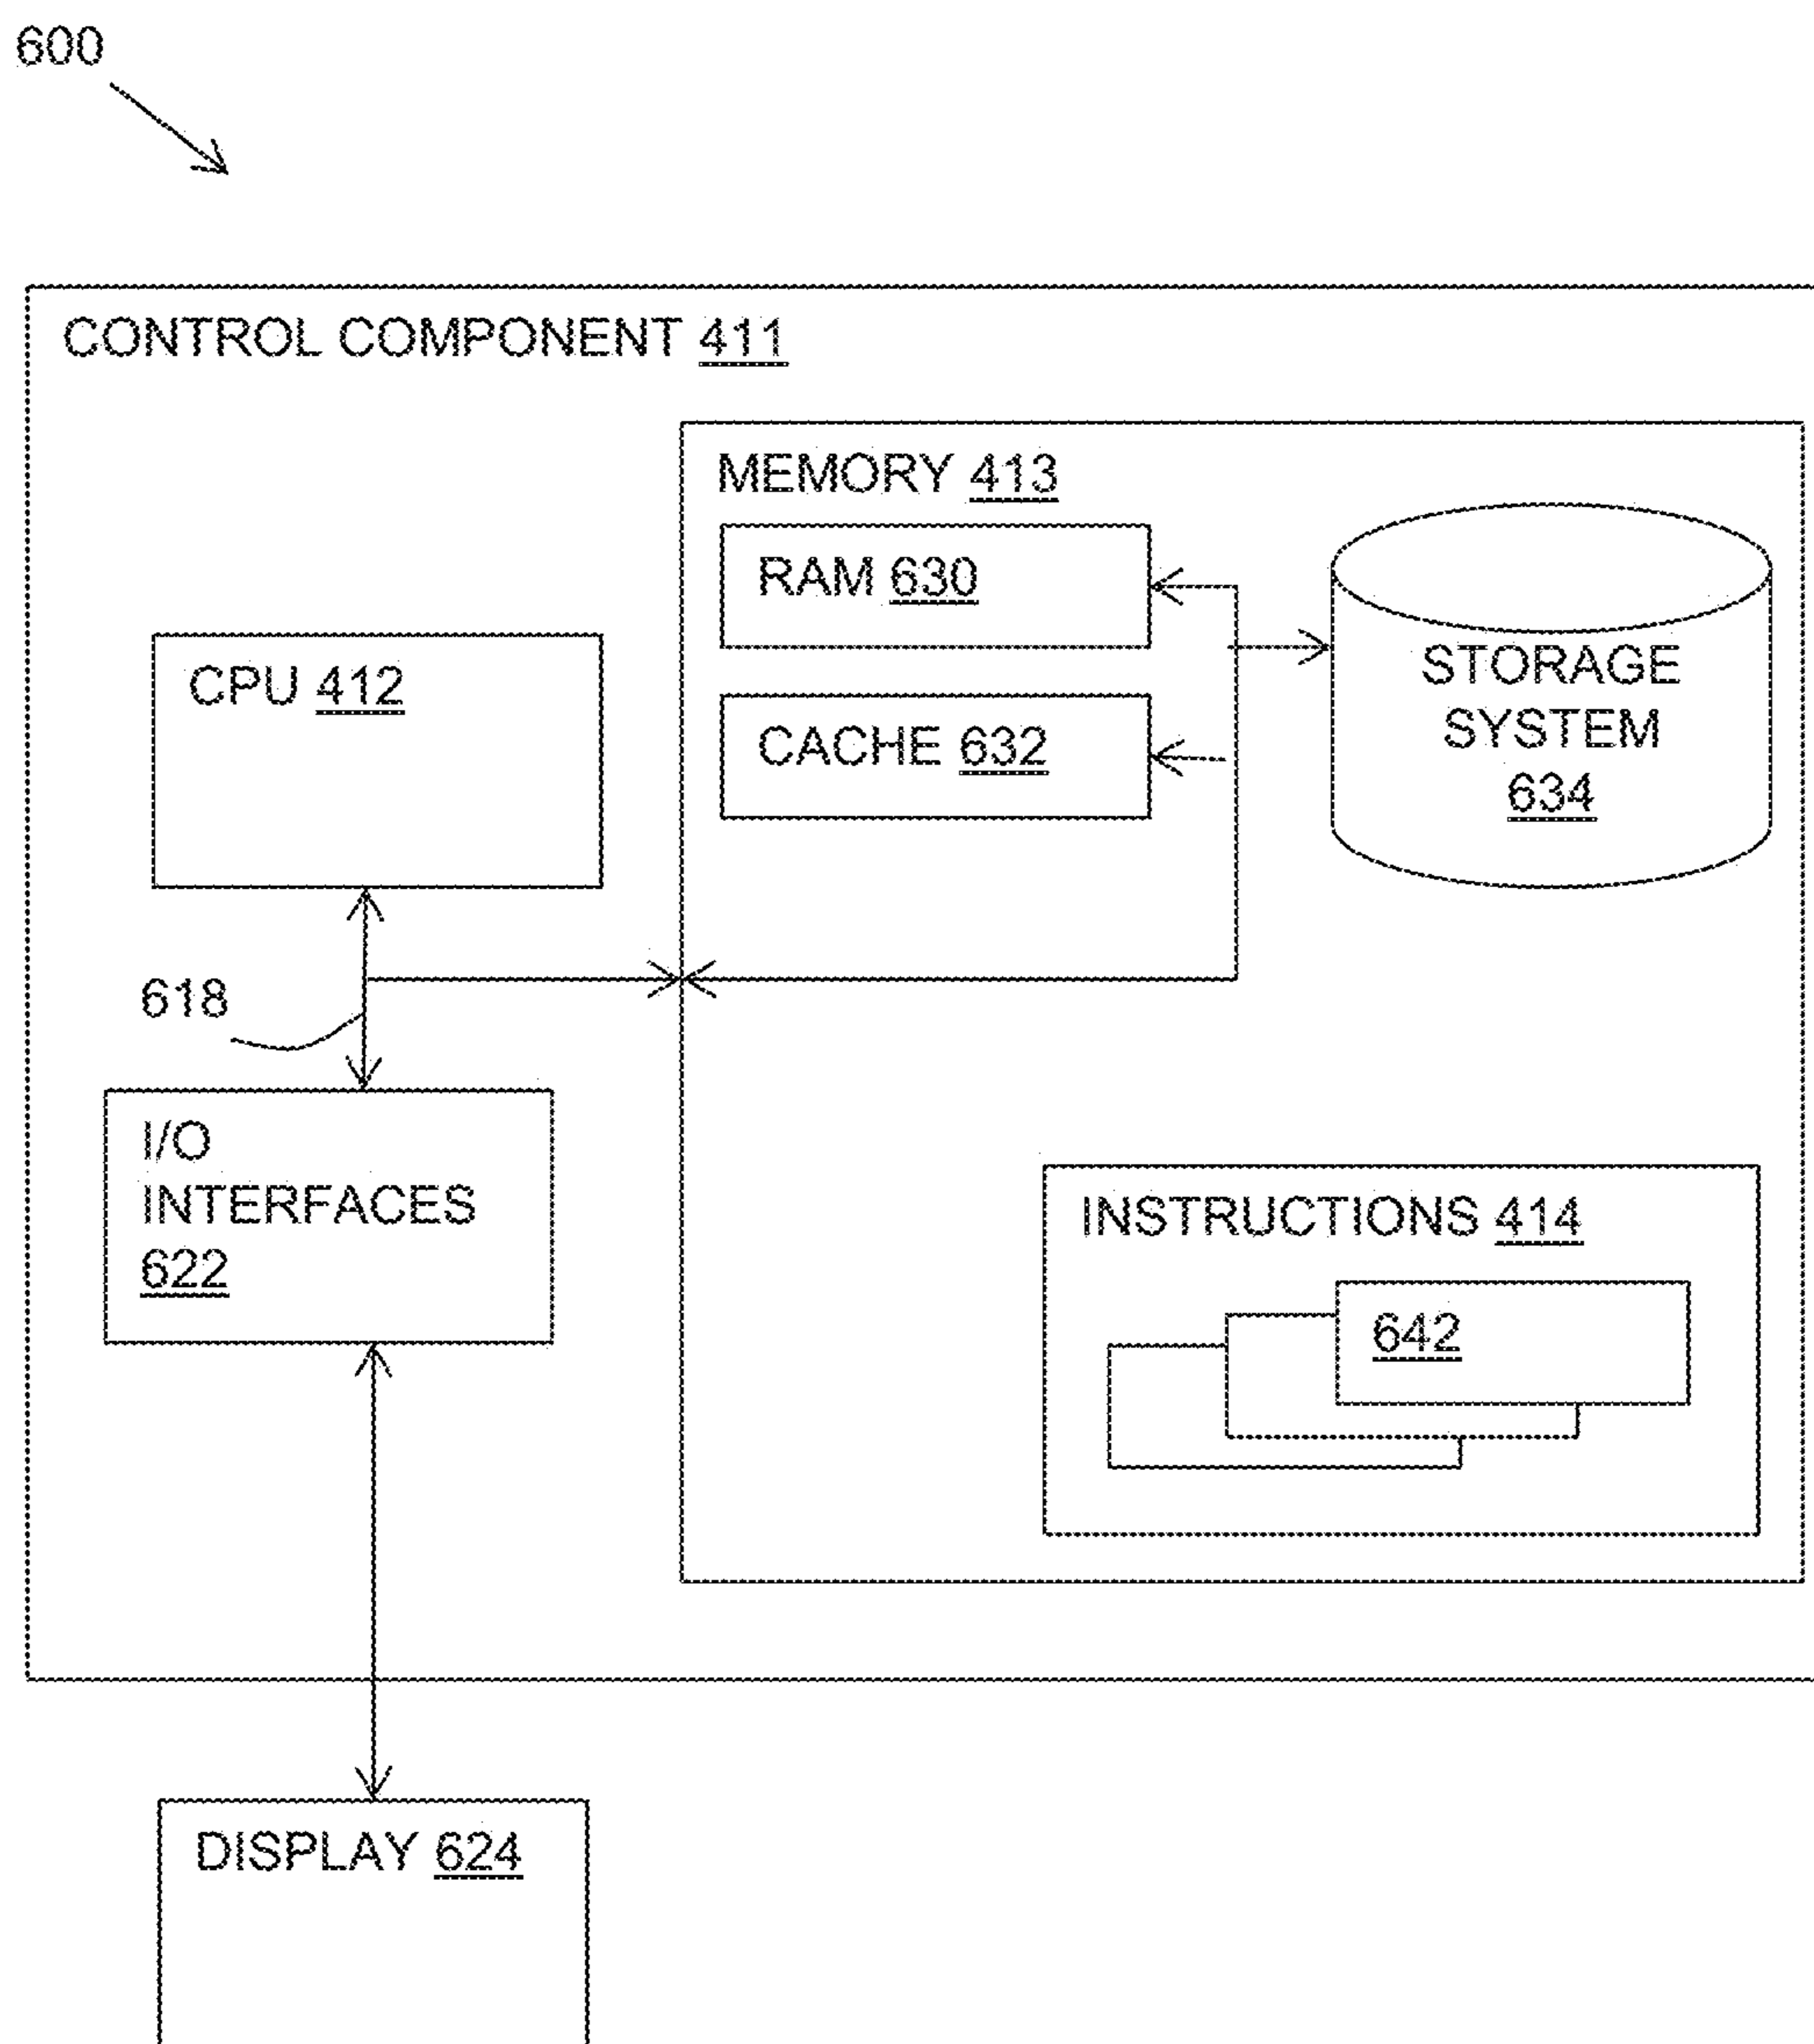 600
CONTROL COMPONENT 411
MEMORY 413
RAM 630
CPU 412
STORAGE
SYSTEM
634
CACHE 632
618
I/O
INTERFACES
622
INSTRUCTIONS 414
642
DISPLAY 624